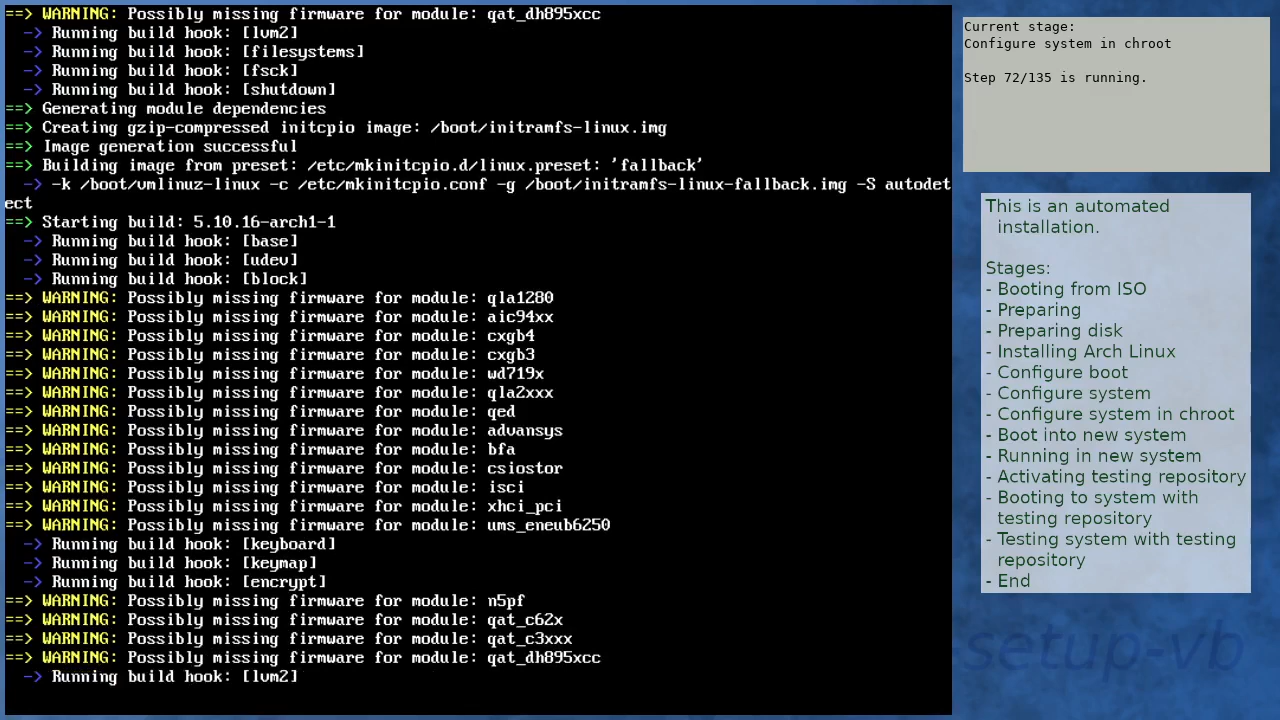 ==> WARNING: Possibly missing firmware for module: qat_dh895xcc
-> Running build hook: [lvm2]
-> Running build hook: [filesystems]
-> Running build hook: [fsck]
-> Running build hook: [shutdown]
==> Generating module dependencies
==> Creating gzip-compressed initcpio image: /boot/initramfs-linux.img
==> Image generation successful
==> Building image from preset: /etc/mkinitcpio.d/linux.preset: 'fallback'
-> -k /boot/vmlinuz-linux -c /etc/mkinitcpio.conf -g /boot/initramfs-linux-fallback.img -S autodet
ect
==> Starting build: 5.10.16-arch1-1
-> Running build hook: [base]
-> Running build hook: [udev]
-> Running build hook: [block]
==> WARNING: Possibly missing firmware for module: qla1280
==> WARNING: Possibly missing firmware for module: aic94xx
==> WARNING: Possibly missing firmware for module: cxgb4
==> WARNING: Possibly missing firmware for module: cxgb3
==> WARNING: Possibly missing firmware for module: wd719x
==> WARNING: Possibly missing firmware for module: qla2xxx
==> WARNING: Possibly missing firmware for module: qed
==> WARNING: Possibly missing firmware for module: advansys
==> WARNING: Possibly missing firmware for module: bfa
==> WARNING: Possibly missing firmware for module: csiostor
==> WARNING: Possibly missing firmware for module: isci
==> WARNING: Possibly missing firmware for module: xhci_pci
==> WARNING: Possibly missing firmware for module: ums_eneub6250
-> Running build hook: [keyboard]
-> Running build hook: [keymap]
-> Running build hook: [encrypt]
==> WARNING: Possibly missing firmware for module: n5pf
==> WARNING: Possibly missing firmware for module: qat_c62x
==> WARNING: Possibly missing firmware for module: qat_c3xxx
==> WARNING: Possibly missing firmware for module: qat_dh895xcc
-> Running build hook: [lvm2]
Current stage:
Configure system in chroot
Step 72/135 is running.
This is an automated
installation.
Stages:
- Booting from ISO
- Preparing
- Preparing disk
- Installing Arch Linux
- Configure boot
- Configure system
- Configure system in chroot
- Boot into new system
- Running in new system
- Activating testing repository
- Booting to system with
testing repository
- Testing system with testing
repository
- End
setup-vb